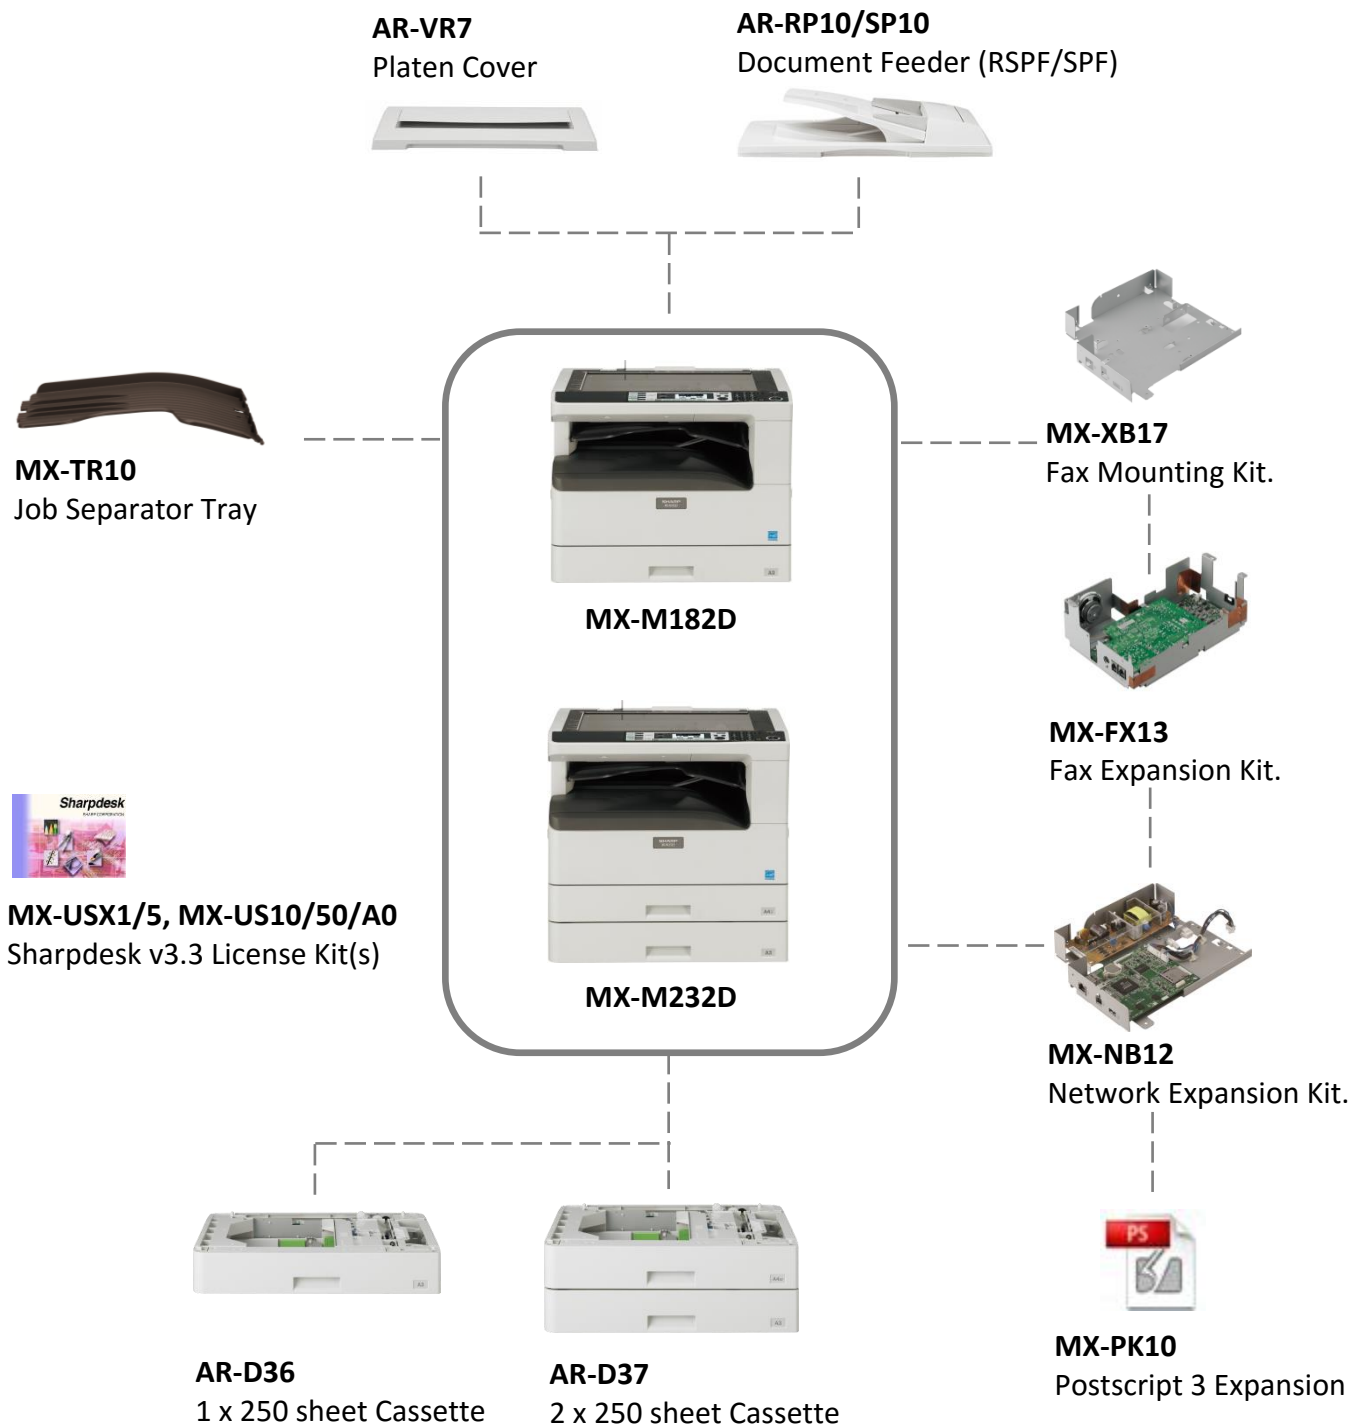 AR-VR7
Platen Cover
AR-RP10/SP10
Document Feeder (RSPF/SPF)
MX-TR10
Job Separator Tray
MX-M182D
MX-XB17
Fax Mounting Kit.
MX-FX13
Fax Expansion Kit.
Sharpdesk
SHARP CORPORATION
MX-USX1/5, MX-US10/50/A0
Sharpdesk v3.3 License Kit(s)
MX-M232D
MX-NB12
Network Expansion Kit.
AR-D36
1 x 250 sheet Cassette
AR-D37
2 x 250 sheet Cassette
PS
MX-PK10
Postscript 3 Expansion